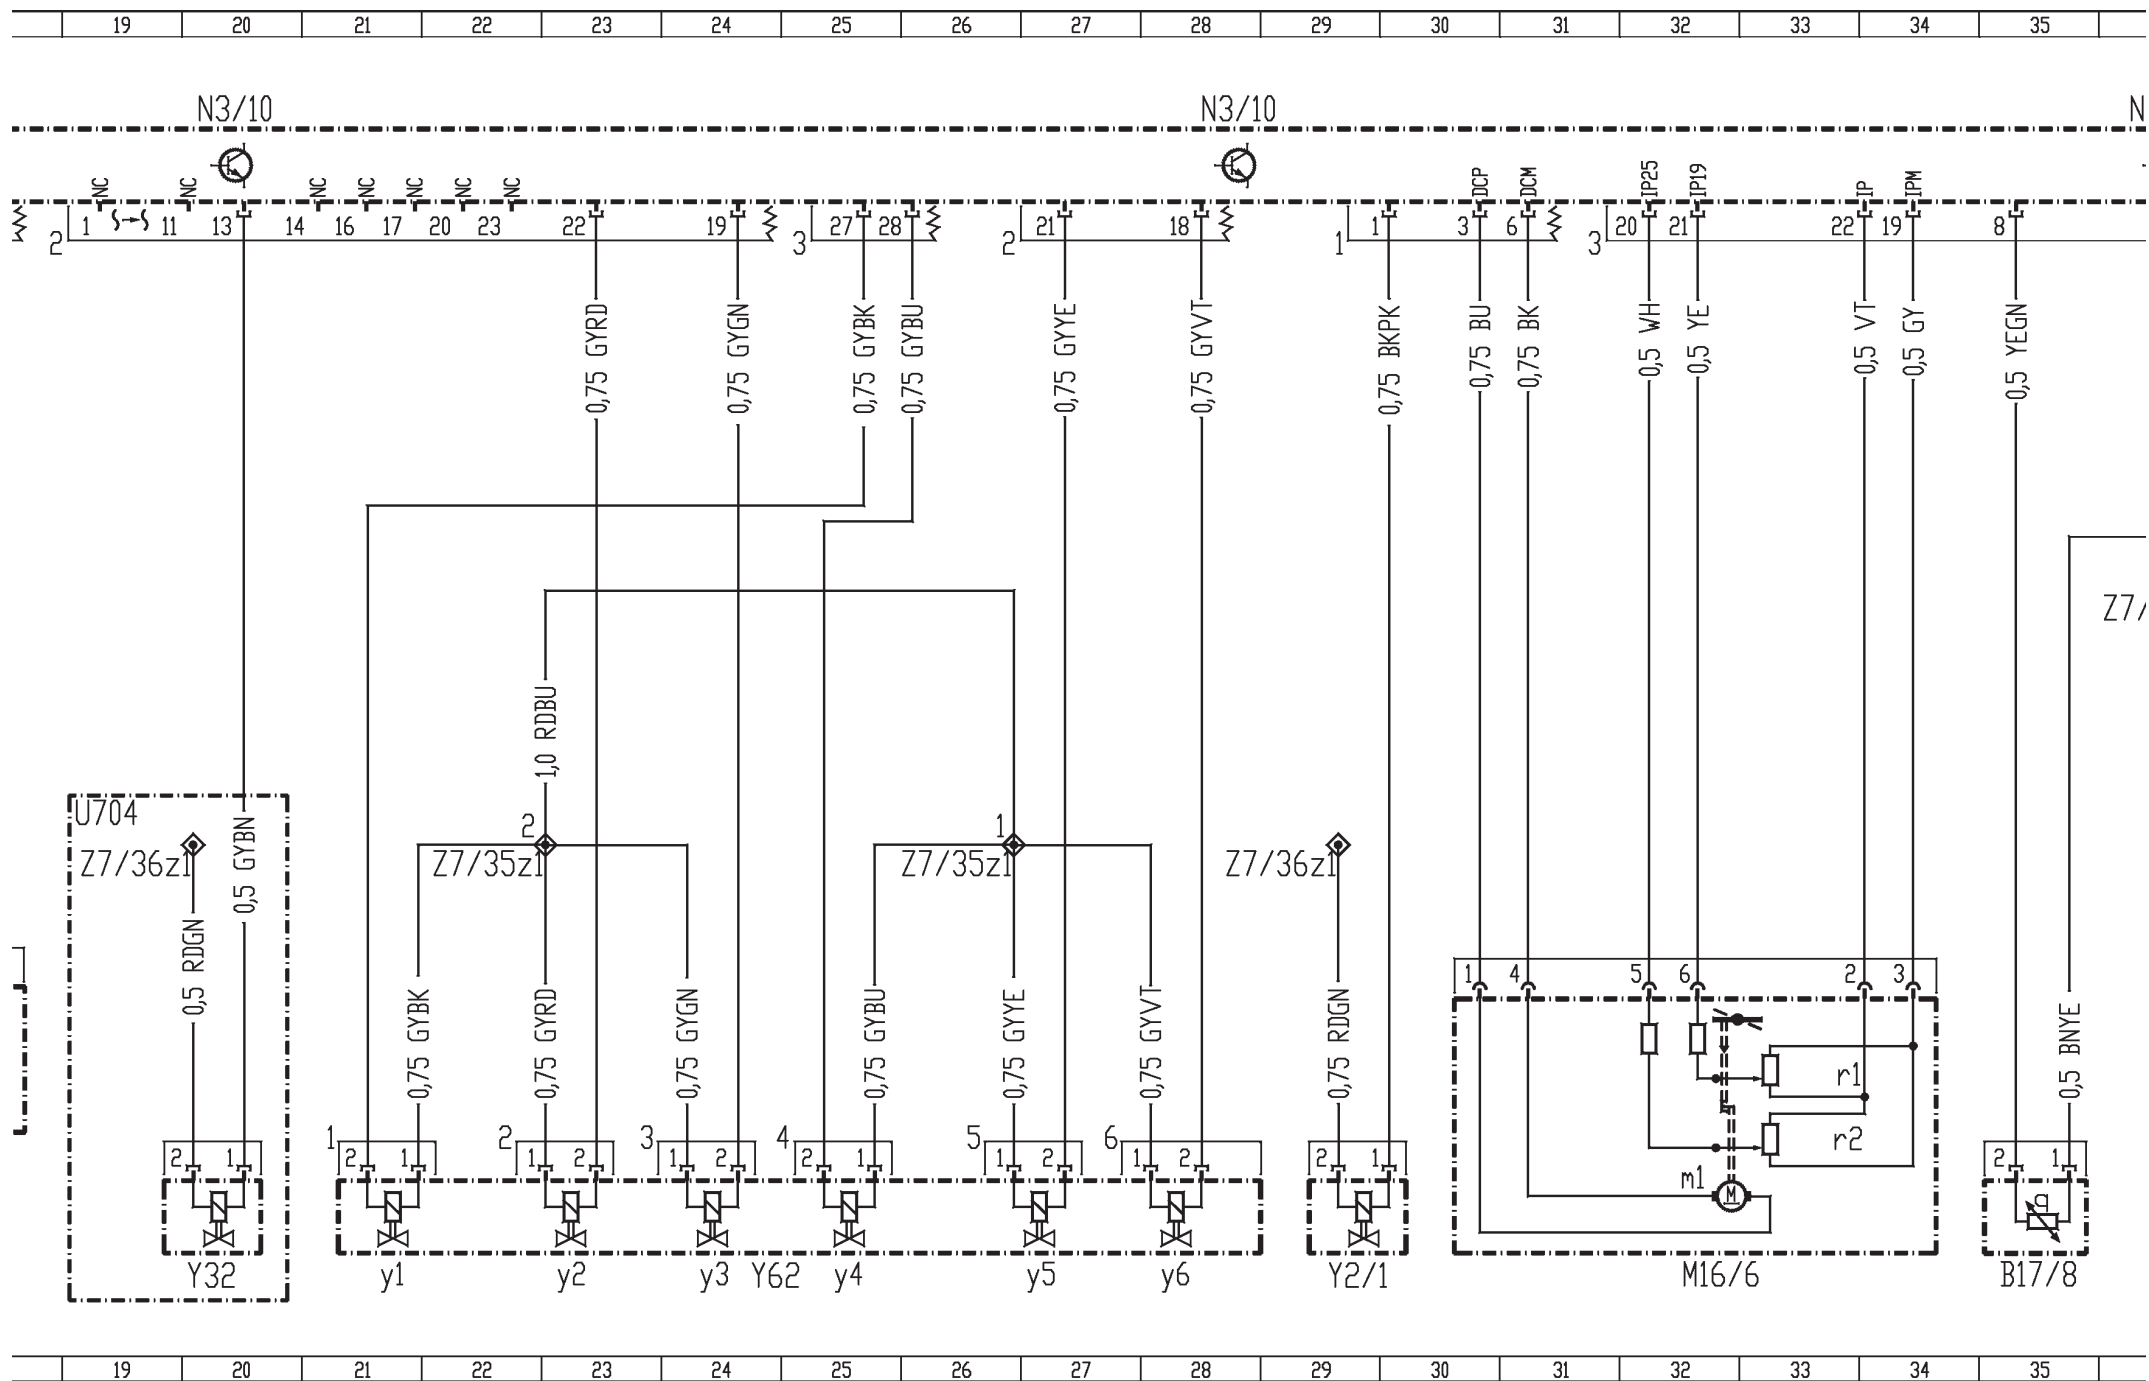 19 20 21 22 23 24 25 26 27 28 29 30 31 32 33 34 35
N3/10 N3/10 N
NC NC NC NC NC NC NC DCP DCM IP25 IP19 IP IPM
1 11 13 14 16 17 20 23 22 19 27 28 21 18 1 3 6 20 21 22 19 8
2 3 2 1 3
0,75 GYRD
0,75 GYGN
0,75 GYBK
0,75 GYBU
0,75 GYYE
0,75 GYVT
0,75 BKPK
0,75 BU
0,75 BK
0,5 WH
0,5 YE
0,5 VT
0,5 GY
0,5 YEGN
Z7/
1,0 RDBU
U704
2 1
Z7/36z1 Z7/35z1 Z7/35z1 Z7/36z1
0,5 GYBN
0,5 RDGN
0,75 GYBK
0,75 GYRD
0,75 GYGN
0,75 GYBU
0,75 GYYE
0,75 GYVT
0,75 RDGN
0,5 BNYE
1 4 5 6 2 3
r1
r2
m1
M
1 2 3 4 5 6
2 1 2 1 1 2 1 2 2 1 1 2 1 2 2 1 2 1
Y32 y1 y2 y3 Y62 y4 y5 y6 Y2/1 M16/6 B17/8
19 20 21 22 23 24 25 26 27 28 29 30 31 32 33 34 35